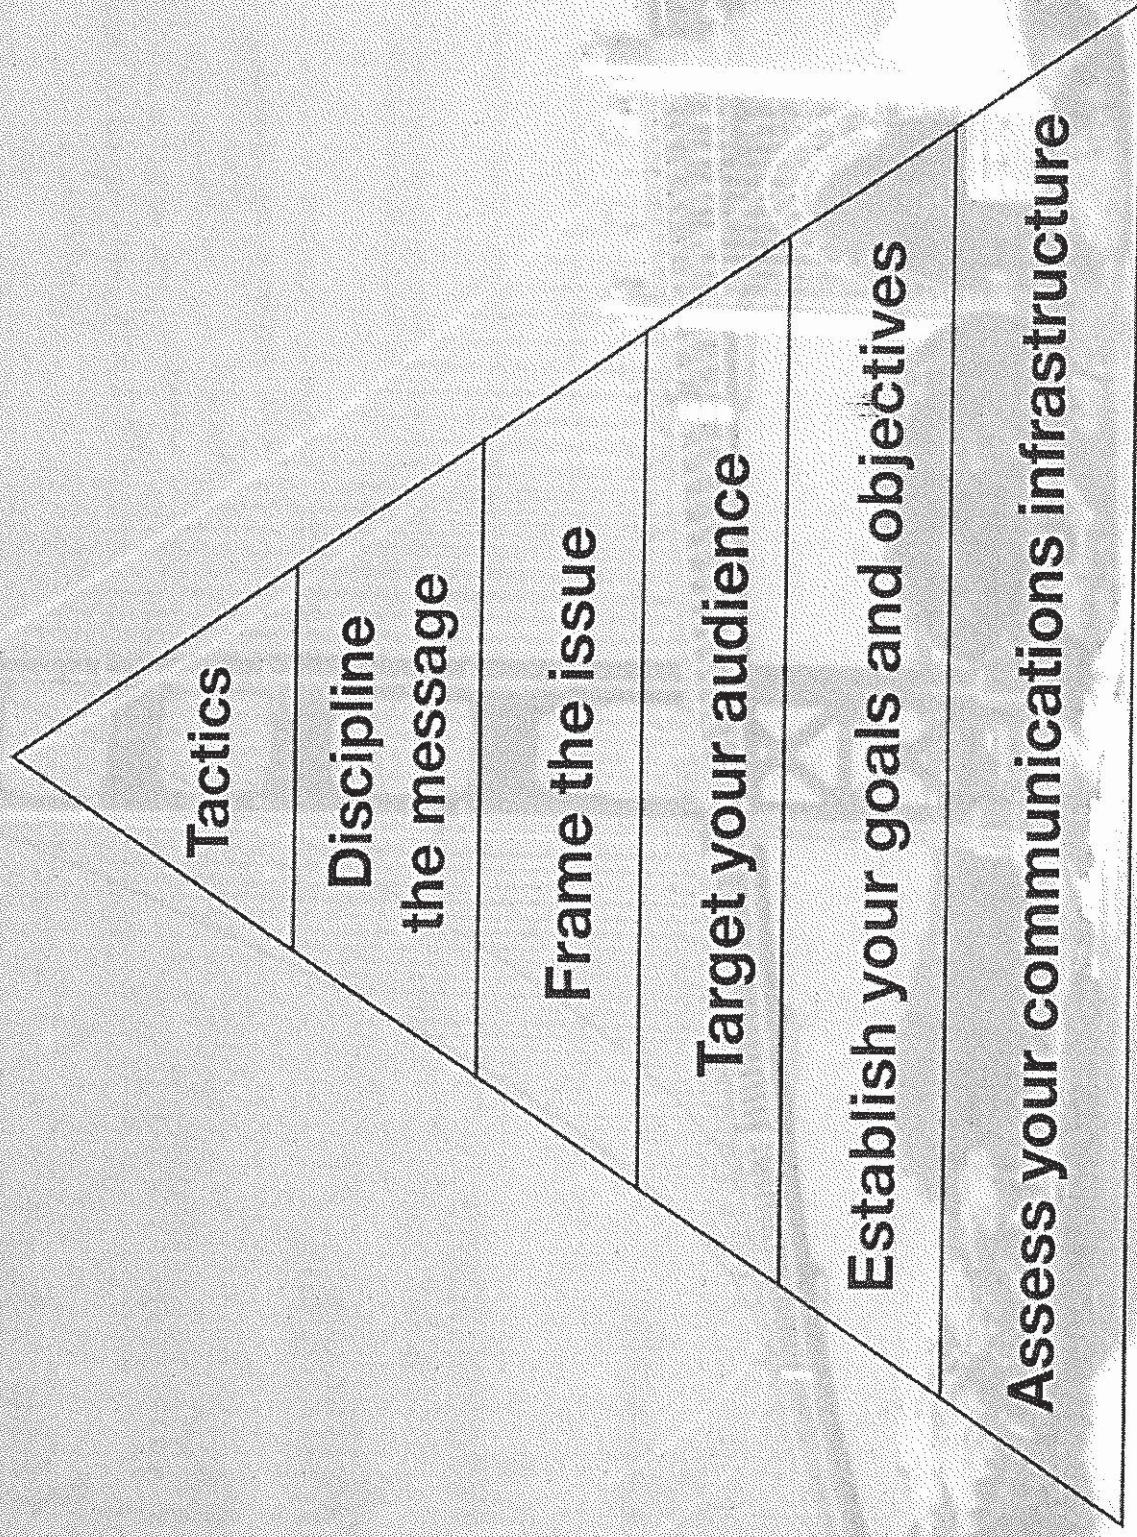 Tactics
Discipline
the message
Frame the issue
Target your audience
Establish your goals and objectives
Assess your communications infrastructure